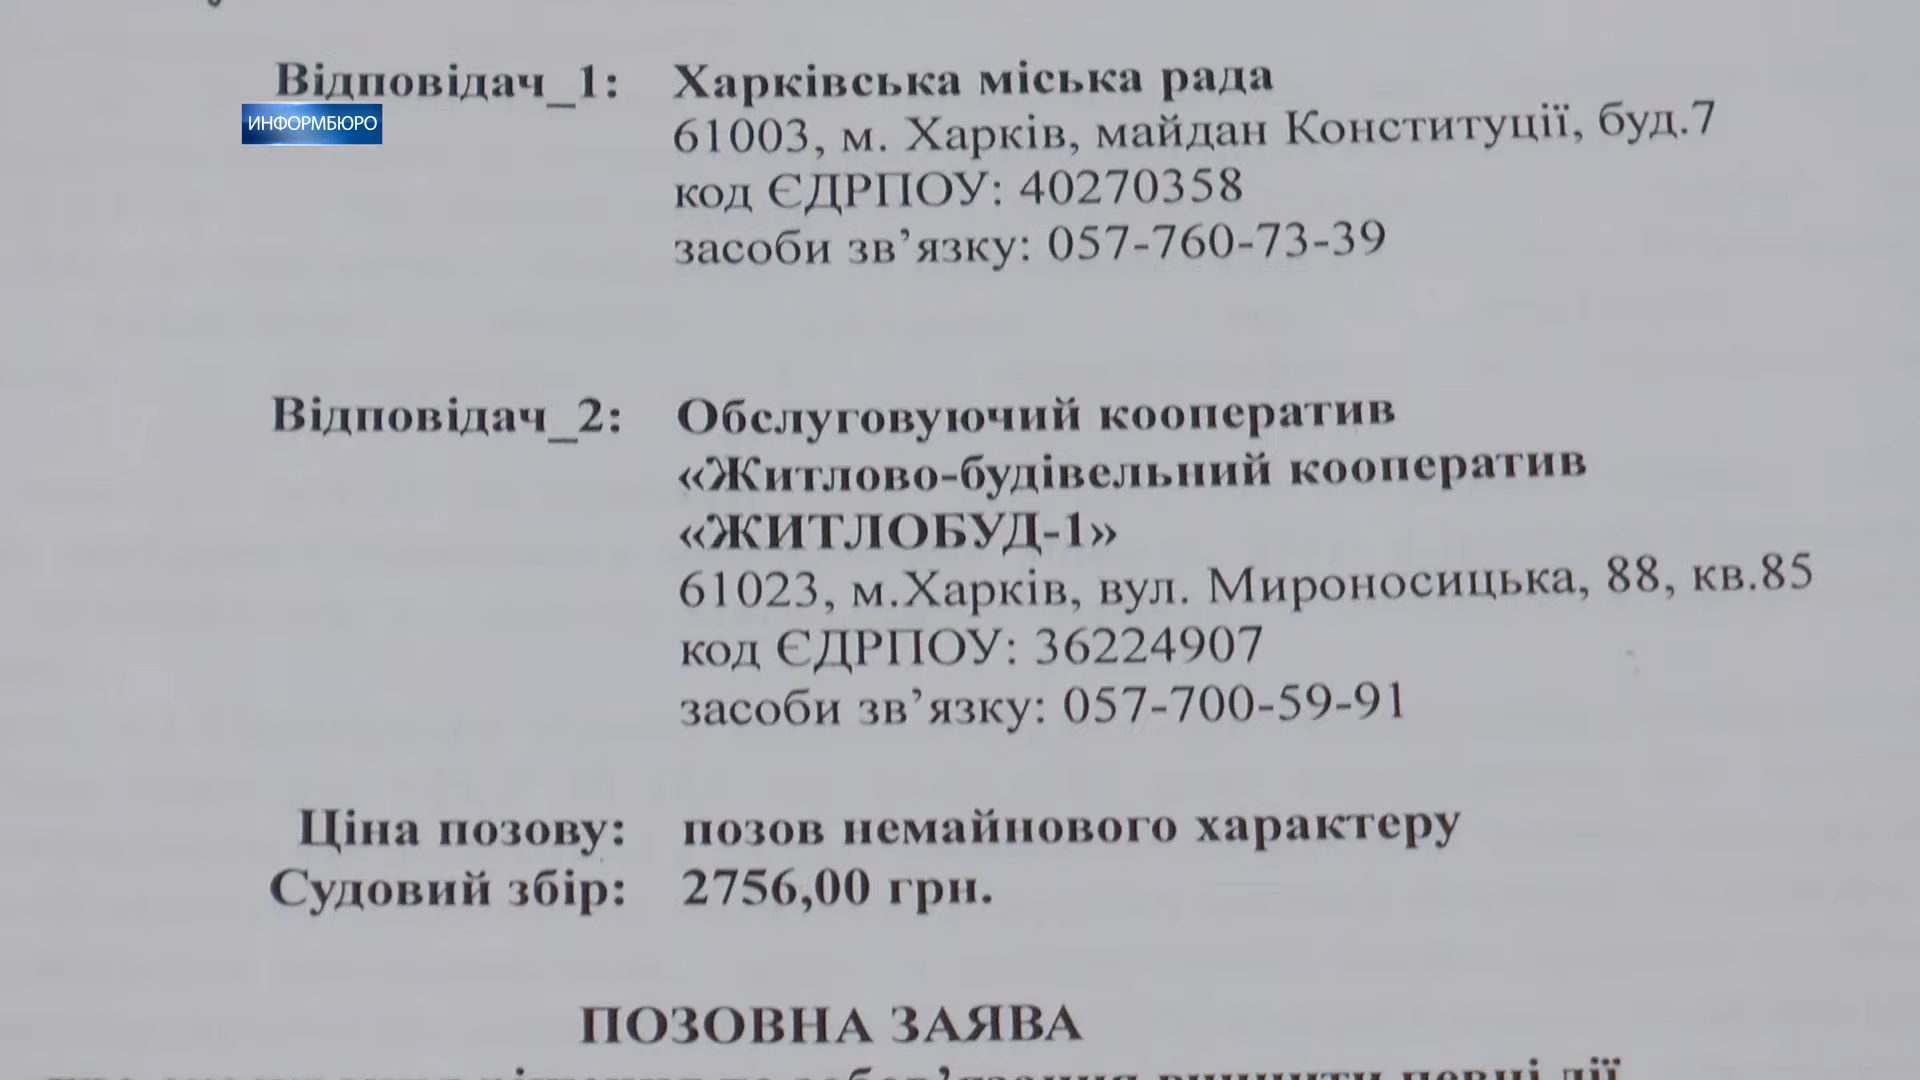 Відповідач_1: Харківська міська рада
ИНФОРМБЮРО
61003, м. Харків, майдан Конституції, буд.7
код ЄДРПОУ: 40270358
засоби зв’язку: 057-760-73-39
Відповідач_2: Обслуговуючий кооператив
«Житлово-будівельний кооператив
«ЖИТЛОБУД-1»
61023, м.Харків, вул. Мироносицька, 88, кв.85
код ЄДРПОУ: 36224907
засоби зв’язку: 057-700-59-91
Ціна позову: позов немайнового характеру
Судовий збір: 2756,00 грн.
ПОЗОВНА ЗАЯВА